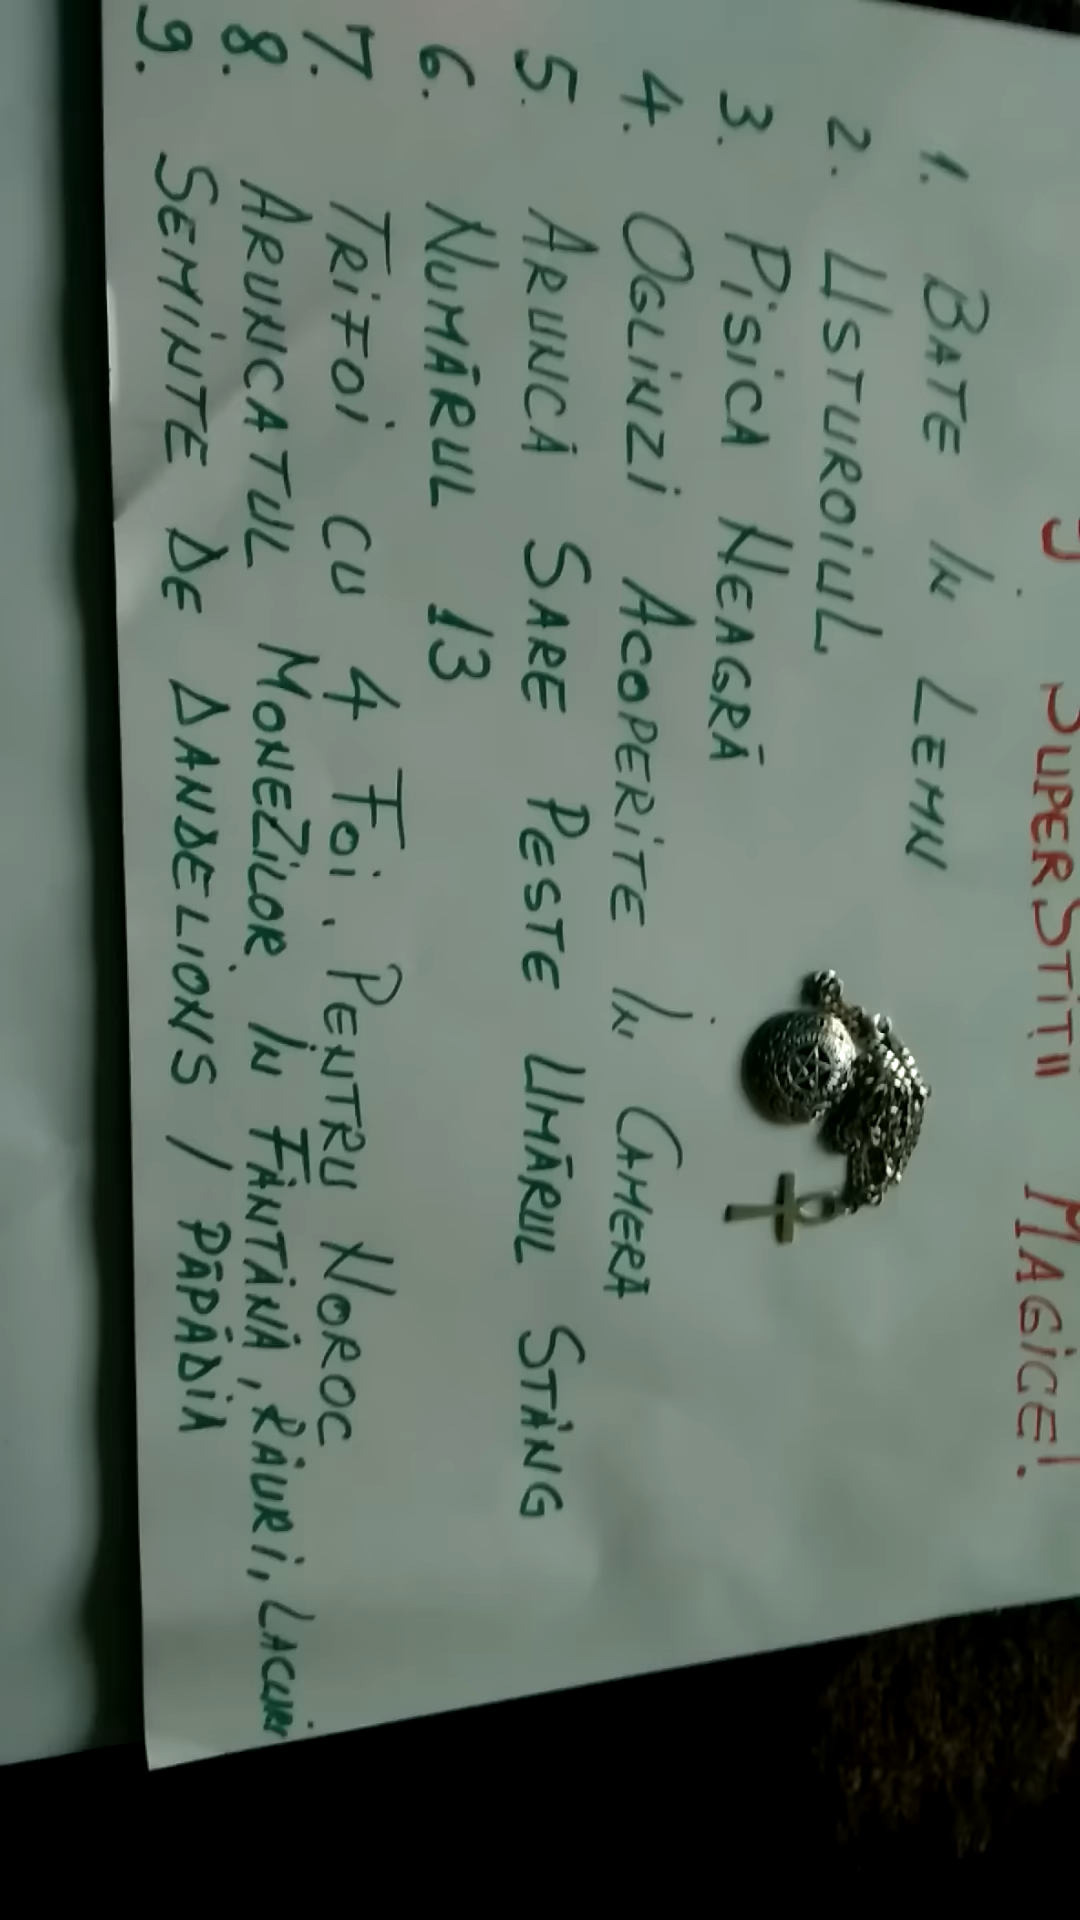 9 SUPERSTIȚII MAGICE!
1. BATE ÎN LEMN
2. USTUROIUL
3. PISICA NEAGRĂ
4. OGLINZI ACOPERITE ÎN CAMERĂ
5. ARUNCĂ SARE PESTE UMĂRUL STÂNG
6. NUMĂRUL 13
7. TRIFOI CU 4 FOI. PENTRU NOROC
8. ARUNCATUL MONEZILOR ÎN FÂNTÂNĂ, RÂURI, LACURI
9. SEMINTE DE DANDELIONS / PĂPĂDIA